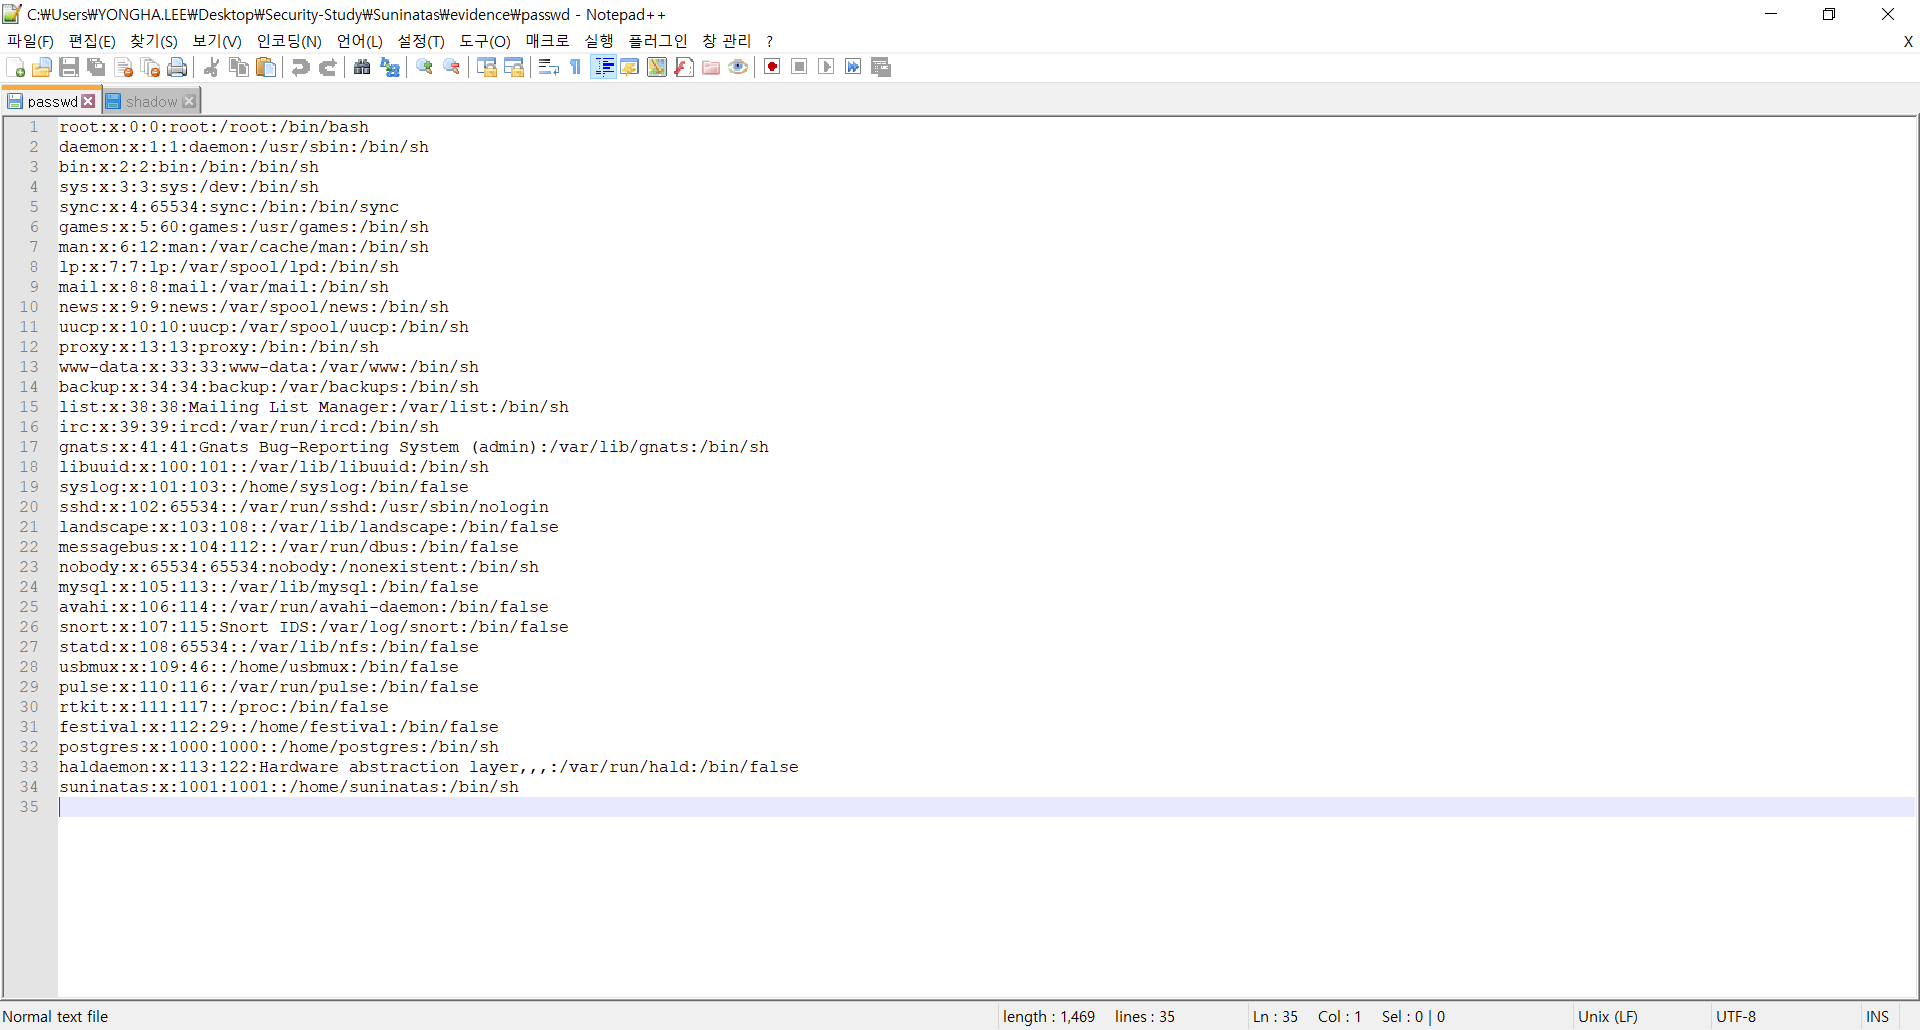 C:₩Users₩YONGHA.LEE₩Desktop₩Security-Study₩Suninatas₩evidence₩passwd - Notepad++
파일(F) 편집(E) 찾기(S) 보기(V) 인코딩(N) 언어(L) 설정(T) 도구(O) 매크로 실행 플러그인 창 관리 ? X
passwd shadow
1 root:x:0:0:root:/root:/bin/bash
2 daemon:x:1:1:daemon:/usr/sbin:/bin/sh
3 bin:x:2:2:bin:/bin:/bin/sh
4 sys:x:3:3:sys:/dev:/bin/sh
5 sync:x:4:65534:sync:/bin:/bin/sync
6 games:x:5:60:games:/usr/games:/bin/sh
7 man:x:6:12:man:/var/cache/man:/bin/sh
8 lp:x:7:7:lp:/var/spool/lpd:/bin/sh
9 mail:x:8:8:mail:/var/mail:/bin/sh
10 news:x:9:9:news:/var/spool/news:/bin/sh
11 uucp:x:10:10:uucp:/var/spool/uucp:/bin/sh
12 proxy:x:13:13:proxy:/bin:/bin/sh
13 www-data:x:33:33:www-data:/var/www:/bin/sh
14 backup:x:34:34:backup:/var/backups:/bin/sh
15 list:x:38:38:Mailing List Manager:/var/list:/bin/sh
16 irc:x:39:39:ircd:/var/run/ircd:/bin/sh
17 gnats:x:41:41:Gnats Bug-Reporting System (admin):/var/lib/gnats:/bin/sh
18 libuuid:x:100:101::/var/lib/libuuid:/bin/sh
19 syslog:x:101:103::/home/syslog:/bin/false
20 sshd:x:102:65534::/var/run/sshd:/usr/sbin/nologin
21 landscape:x:103:108::/var/lib/landscape:/bin/false
22 messagebus:x:104:112::/var/run/dbus:/bin/false
23 nobody:x:65534:65534:nobody:/nonexistent:/bin/sh
24 mysql:x:105:113::/var/lib/mysql:/bin/false
25 avahi:x:106:114::/var/run/avahi-daemon:/bin/false
26 snort:x:107:115:Snort IDS:/var/log/snort:/bin/false
27 statd:x:108:65534::/var/lib/nfs:/bin/false
28 usbmux:x:109:46::/home/usbmux:/bin/false
29 pulse:x:110:116::/var/run/pulse:/bin/false
30 rtkit:x:111:117::/proc:/bin/false
31 festival:x:112:29::/home/festival:/bin/false
32 postgres:x:1000:1000::/home/postgres:/bin/sh
33 haldaemon:x:113:122:Hardware abstraction layer,,,:/var/run/hald:/bin/false
34 suninatas:x:1001:1001::/home/suninatas:/bin/sh
35
Normal text file length : 1,469 lines : 35 Ln : 35 Col : 1 Sel : 0 | 0 Unix (LF) UTF-8 INS